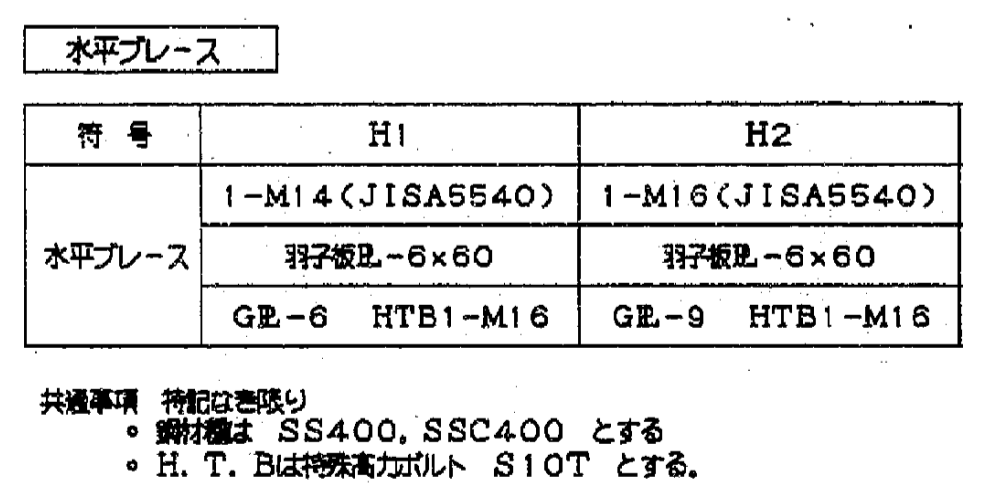 水平ブレース
符 号 H1 H2
水平ブレース 1-M14(JISA5540) 1-M16(JISA5540)
羽子板PL-6×60 羽子板PL-6×60
GPL-6 HTB1-M16 GPL-9 HTB1-M16
共通事項 特記なき限り
• 鋼材種は SS400, SSC400 とする
• H. T. Bは特殊高力ボルト S10T とする。